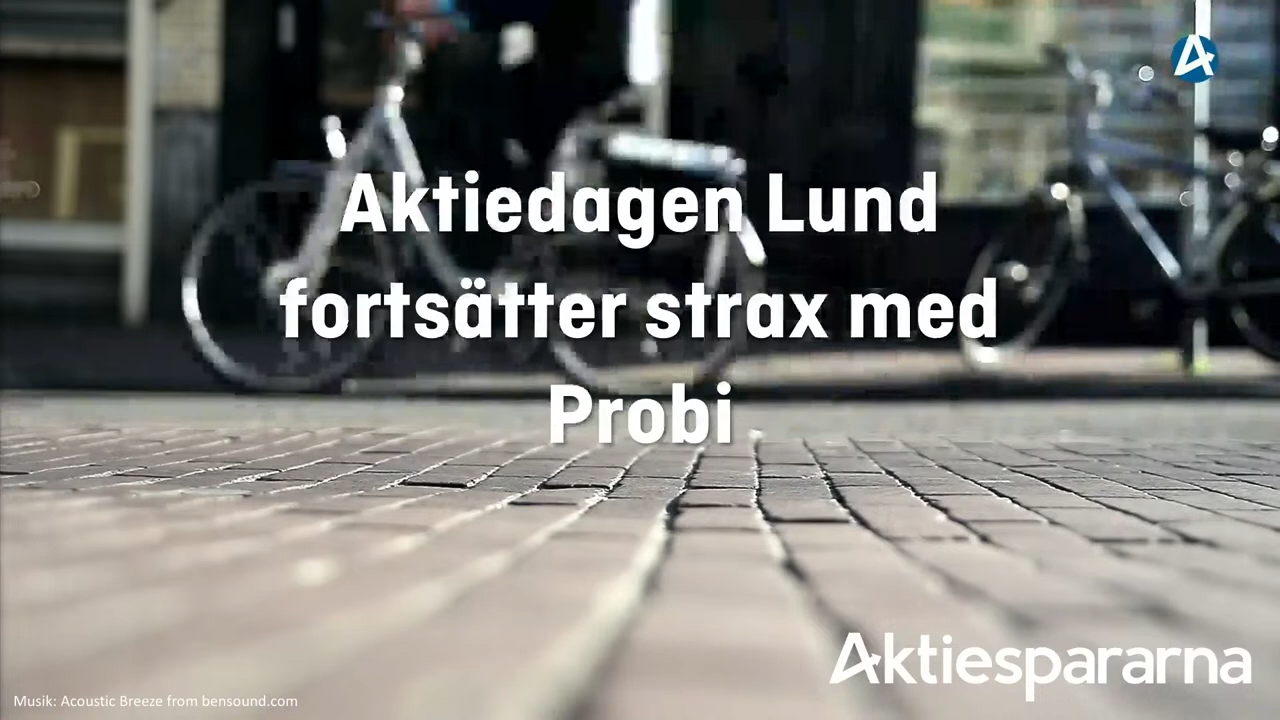 Aktiedagen Lund
fortsätter strax med
Probi
Aktiespararna
Musik: Acoustic Breeze from bensound.com